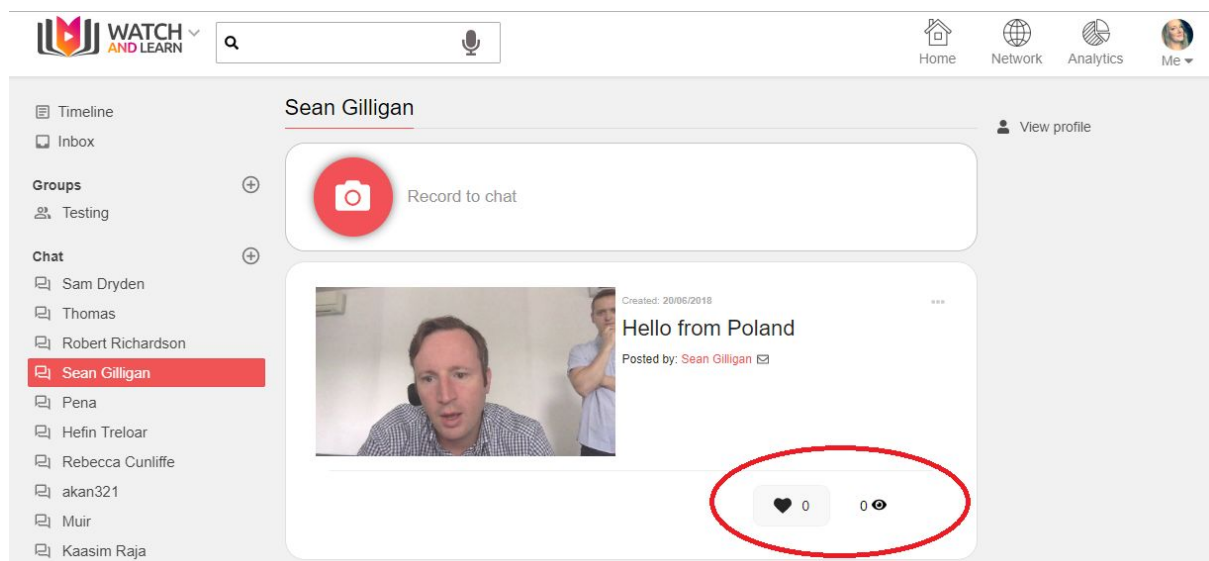 WATCH
AND LEARN
Home
Network
Analytics
Me
Timeline
Inbox
Groups
Testing
Chat
Sam Dryden
Thomas
Robert Richardson
Sean Gilligan
Pena
Hefin Treloar
Rebecca Cunliffe
akan321
Muir
Kaasim Raja
Sean Gilligan
Record to chat
Created: 20/06/2018
Hello from Poland
Posted by: Sean Gilligan
0 0
View profile